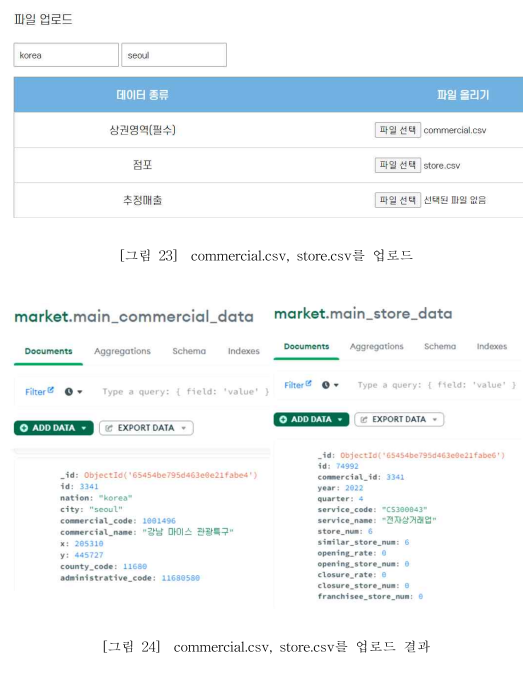 파일 업로드
korea seoul
데이터 종류 파일 올리기
상권영역(필수) 파일 선택 commercial.csv
점포 파일 선택 store.csv
추정매출 파일 선택 선택된 파일 없음
[그림 23] commercial.csv, store.csv를 업로드
market.main_commercial_data
Documents Aggregations Schema Indexes
Filter Type a query: { field: 'value' }
ADD DATA EXPORT DATA
_id: ObjectId('65454be795d463e0e21fabe4')
id: 3341
nation: "korea"
city: "seoul"
commercial_code: 1001496
commercial_name: "강남 마이스 관광특구"
x: 205310
y: 445727
county_code: 11680
administrative_code: 11680580
market.main_store_data
Documents Aggregations Schema Indexes
Filter Type a query: { field: 'value' }
ADD DATA EXPORT DATA
_id: ObjectId('65454be795d463e0e21fabe6')
id: 74992
commercial_id: 3341
year: 2022
quarter: 4
service_code: "CS300043"
service_name: "전자상거래업"
store_num: 6
similar_store_num: 6
opening_rate: 0
opening_store_num: 0
closure_rate: 0
closure_store_num: 0
franchisee_store_num: 0
[그림 24] commercial.csv, store.csv를 업로드 결과